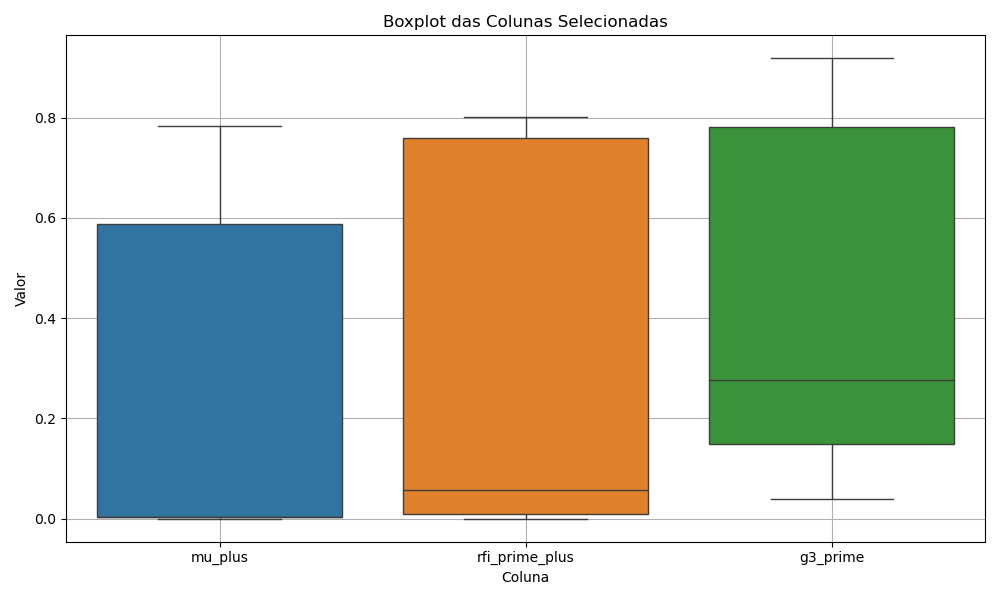 Boxplot das Colunas Selecionadas
Valor
0.8
0.6
0.4
0.2
0.0
mu_plus
rfi_prime_plus
g3_prime
Coluna